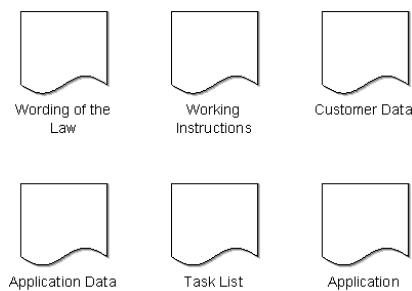 Wording of the
Law
Working
Instructions
Customer Data
Application Data
Task List
Application